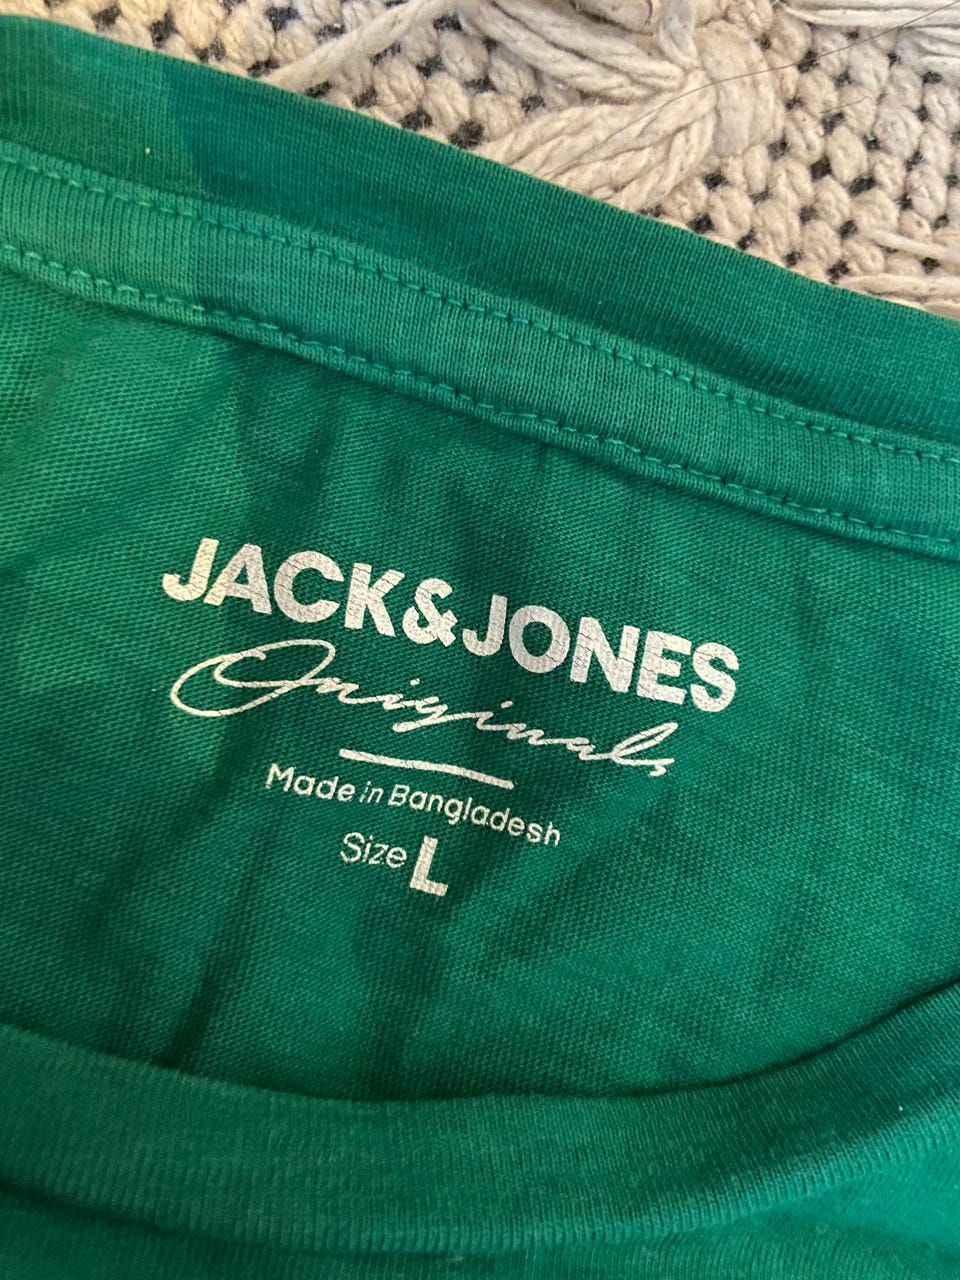 JACK&JONES
Originals
Made in Bangladesh
Size L